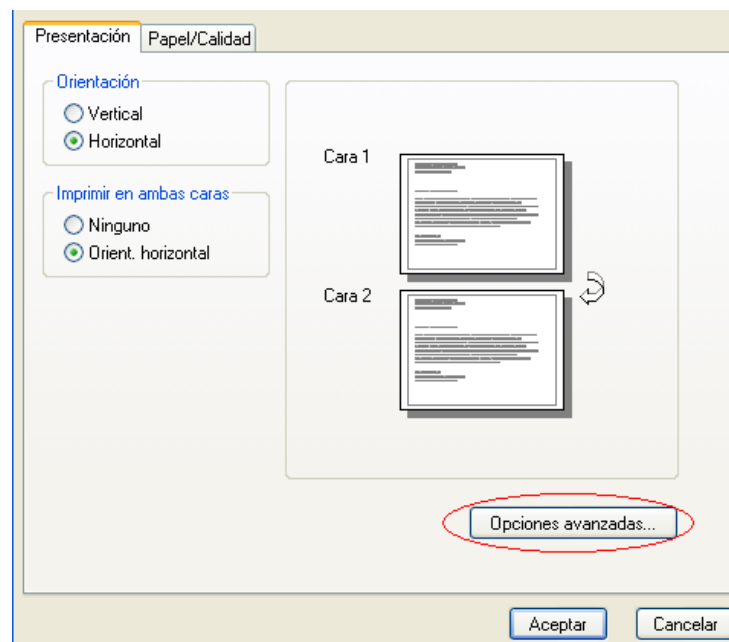 Presentación
Papel/Calidad
Orientación
Vertical
Horizontal
Imprimir en ambas caras
Ninguno
Orient. horizontal
Cara 1
Cara 2
Opciones avanzadas...
Aceptar
Cancelar